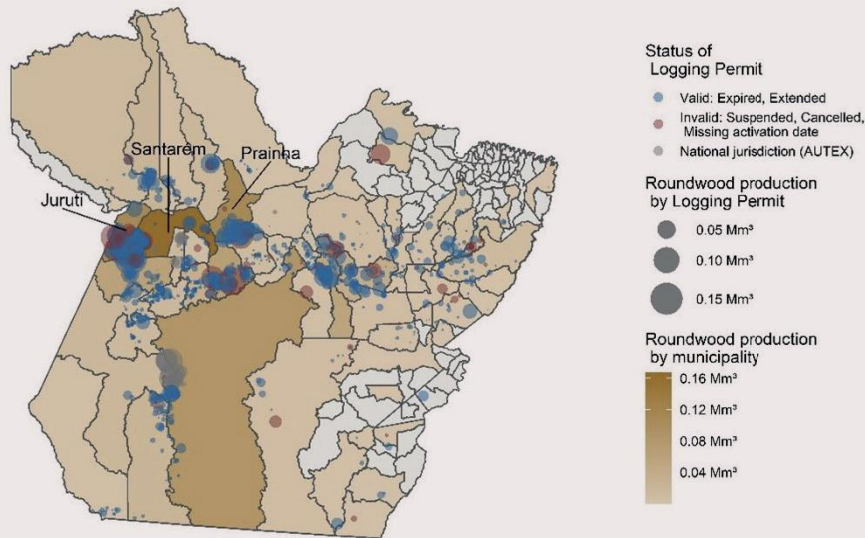 Santarém
Prainha
Juruti
Status of
Logging Permit
Valid: Expired, Extended
Invalid: Suspended, Cancelled,
Missing activation date
National jurisdiction (AUTEX)
Roundwood production
by Logging Permit
0.05 Mm³
0.10 Mm³
0.15 Mm³
Roundwood production
by municipality
0.16 Mm³
0.12 Mm³
0.08 Mm³
0.04 Mm³